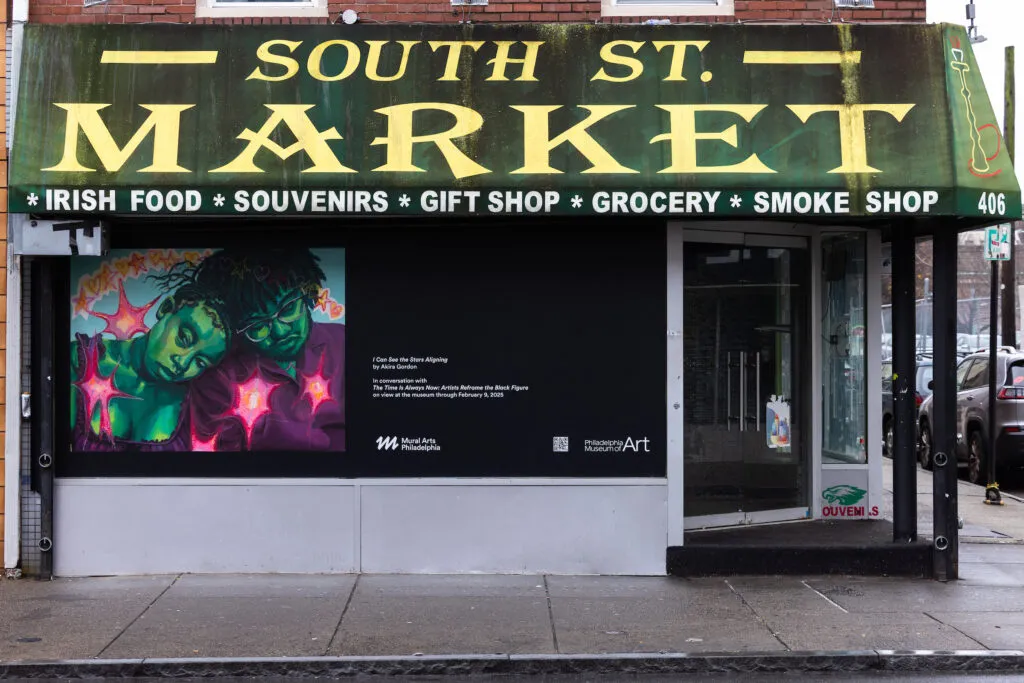 SOUTH ST.
MARKET
* IRISH FOOD * SOUVENIRS * GIFT SHOP * GROCERY * SMOKE SHOP
406
I Can See the Stars Aligning
by Akira Gordon
In conversation with
The Time Is Always Now: Artists Reframe the Black Figure
on view at the museum through February 9, 2025
Mural Arts
Philadelphia
Philadelphia
Museum of Art
OUVENI S